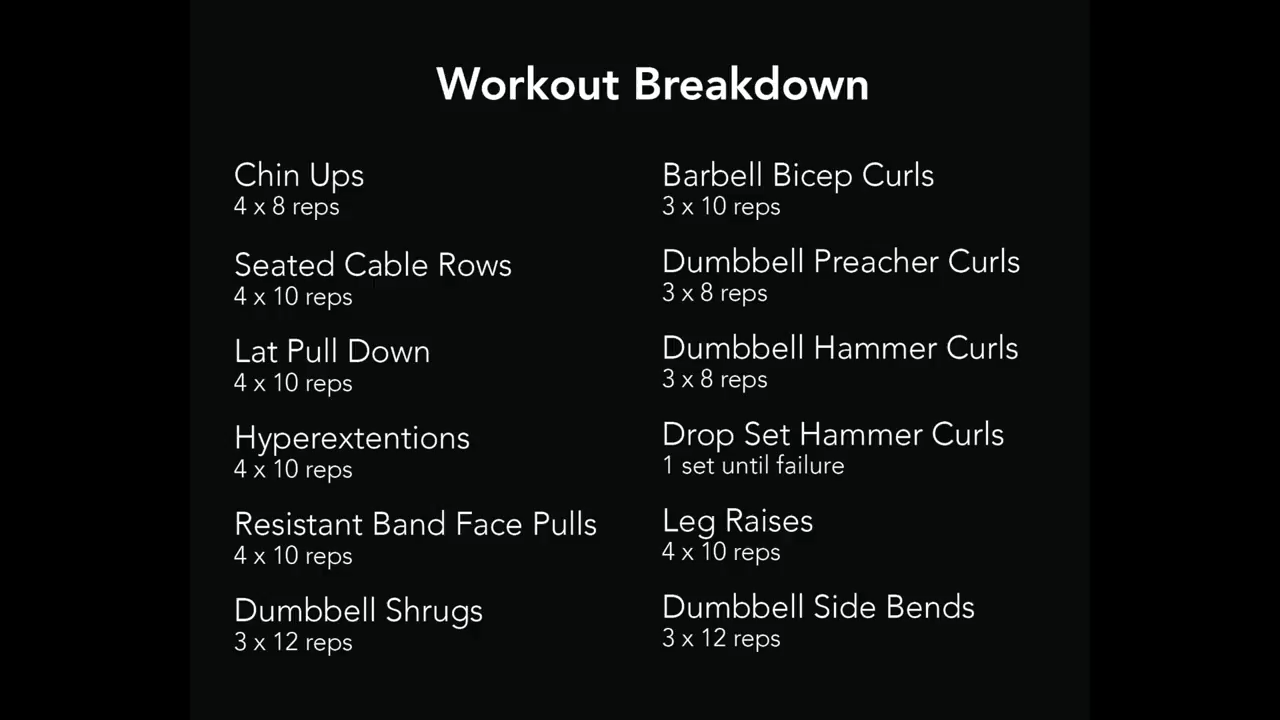 Workout Breakdown
Chin Ups
4 x 8 reps
Seated Cable Rows
4 x 10 reps
Lat Pull Down
4 x 10 reps
Hyperextentions
4 x 10 reps
Resistant Band Face Pulls
4 x 10 reps
Dumbbell Shrugs
3 x 12 reps
Barbell Bicep Curls
3 x 10 reps
Dumbbell Preacher Curls
3 x 8 reps
Dumbbell Hammer Curls
3 x 8 reps
Drop Set Hammer Curls
1 set until failure
Leg Raises
4 x 10 reps
Dumbbell Side Bends
3 x 12 reps